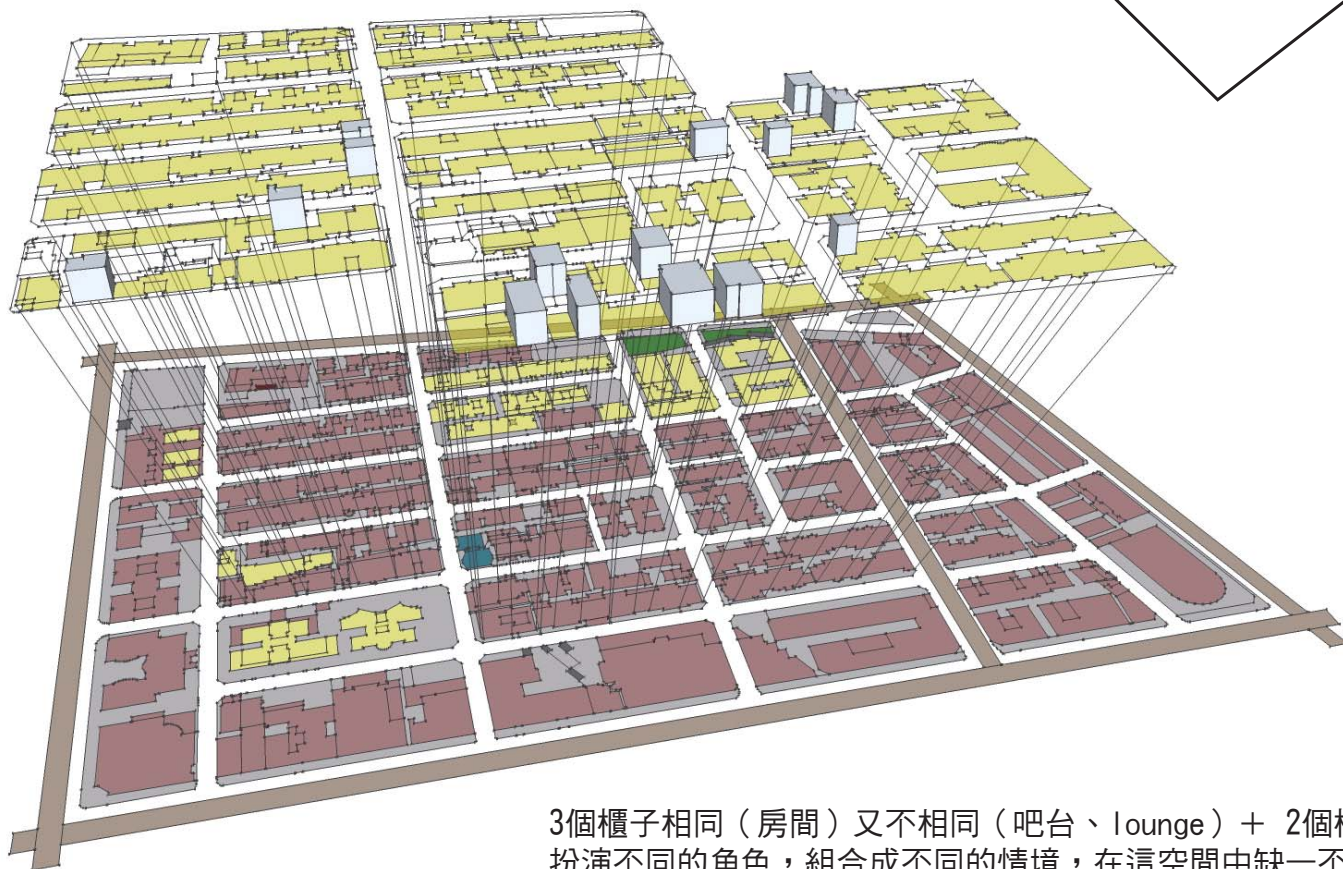 3個櫃子相同（房間）又不相同（吧台、lounge）＋ 2個
扮演不同的角色，組合成不同的情境，在這空間中缺一不